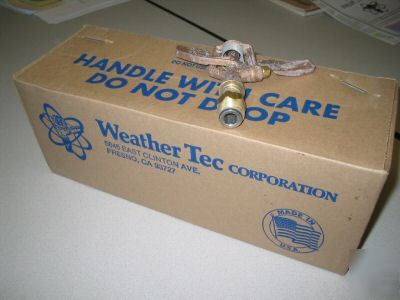 HANDLE WITH CARE
DO NOT DROP
Weather Tec CORPORATION
5645 EAST CLINTON AVE.
FRESNO, CA 93727
MADE IN
U.S.A.